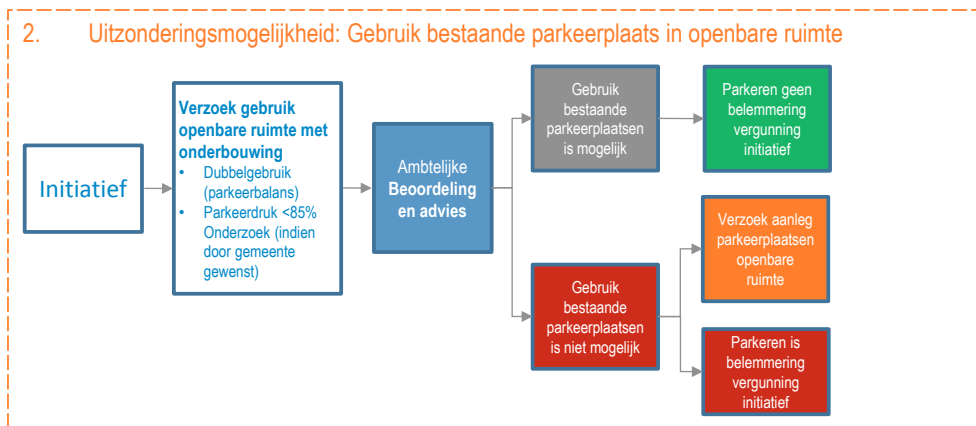 2. Uitzonderingsmogelijkheid: Gebruik bestaande parkeerplaats in openbare ruimte
Initiatief
Verzoek gebruik
openbare ruimte met
onderbouwing
• Dubbelgebruik
(parkeerbalans)
• Parkeerdruk <85%
Onderzoek (indien
door gemeente
gewenst)
Ambtelijke
Beoordeling
en advies
Gebruik
bestaande
parkeerplaatsen
is mogelijk
Parkeren geen
belemmering
vergunning
initiatief
Gebruik
bestaande
parkeerplaatsen
is niet mogelijk
Verzoek aanleg
parkeerplaatsen
openbare
ruimte
Parkeren is
belemmering
vergunning
initiatief